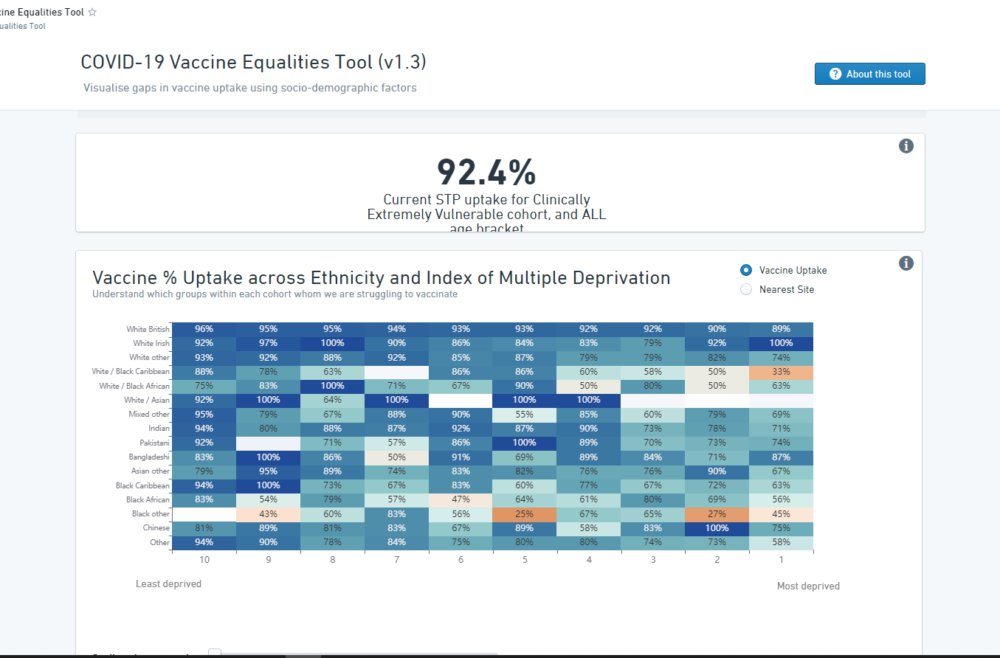 cine Equalities Tool
ualities Tool
COVID-19 Vaccine Equalities Tool (v1.3)
Visualise gaps in vaccine uptake using socio-demographic factors
? About this tool
i
92.4%
Current STP uptake for Clinically
Extremely Vulnerable cohort, and ALL
age bracket
i
Vaccine % Uptake across Ethnicity and Index of Multiple Deprivation
Understand which groups within each cohort whom we are struggling to vaccinate
Vaccine Uptake
Nearest Site
White British 96% 95% 95% 94% 93% 93% 92% 92% 90% 89%
White Irish 92% 97% 100% 90% 86% 84% 83% 79% 92% 100%
White other 93% 92% 88% 92% 85% 87% 79% 79% 82% 74%
White / Black Caribbean 88% 78% 63% 86% 86% 60% 58% 50% 33%
White / Black African 75% 83% 100% 71% 67% 90% 50% 80% 50% 63%
White / Asian 92% 100% 64% 100% 100% 100%
Mixed other 95% 79% 67% 88% 90% 55% 85% 60% 79% 69%
Indian 94% 80% 88% 87% 92% 87% 90% 73% 78% 71%
Pakistani 92% 71% 57% 86% 100% 89% 70% 73% 74%
Bangladeshi 83% 100% 86% 50% 91% 69% 89% 84% 71% 87%
Asian other 79% 95% 89% 74% 83% 82% 76% 76% 90% 67%
Black Caribbean 94% 100% 73% 67% 83% 60% 77% 67% 72% 63%
Black African 83% 54% 79% 57% 47% 64% 61% 80% 69% 56%
Black other 43% 60% 83% 56% 25% 67% 65% 27% 45%
Chinese 81% 89% 81% 83% 67% 89% 58% 83% 100% 75%
Other 94% 90% 78% 84% 75% 80% 80% 74% 73% 58%
10 9 8 7 6 5 4 3 2 1
Least deprived
Most deprived